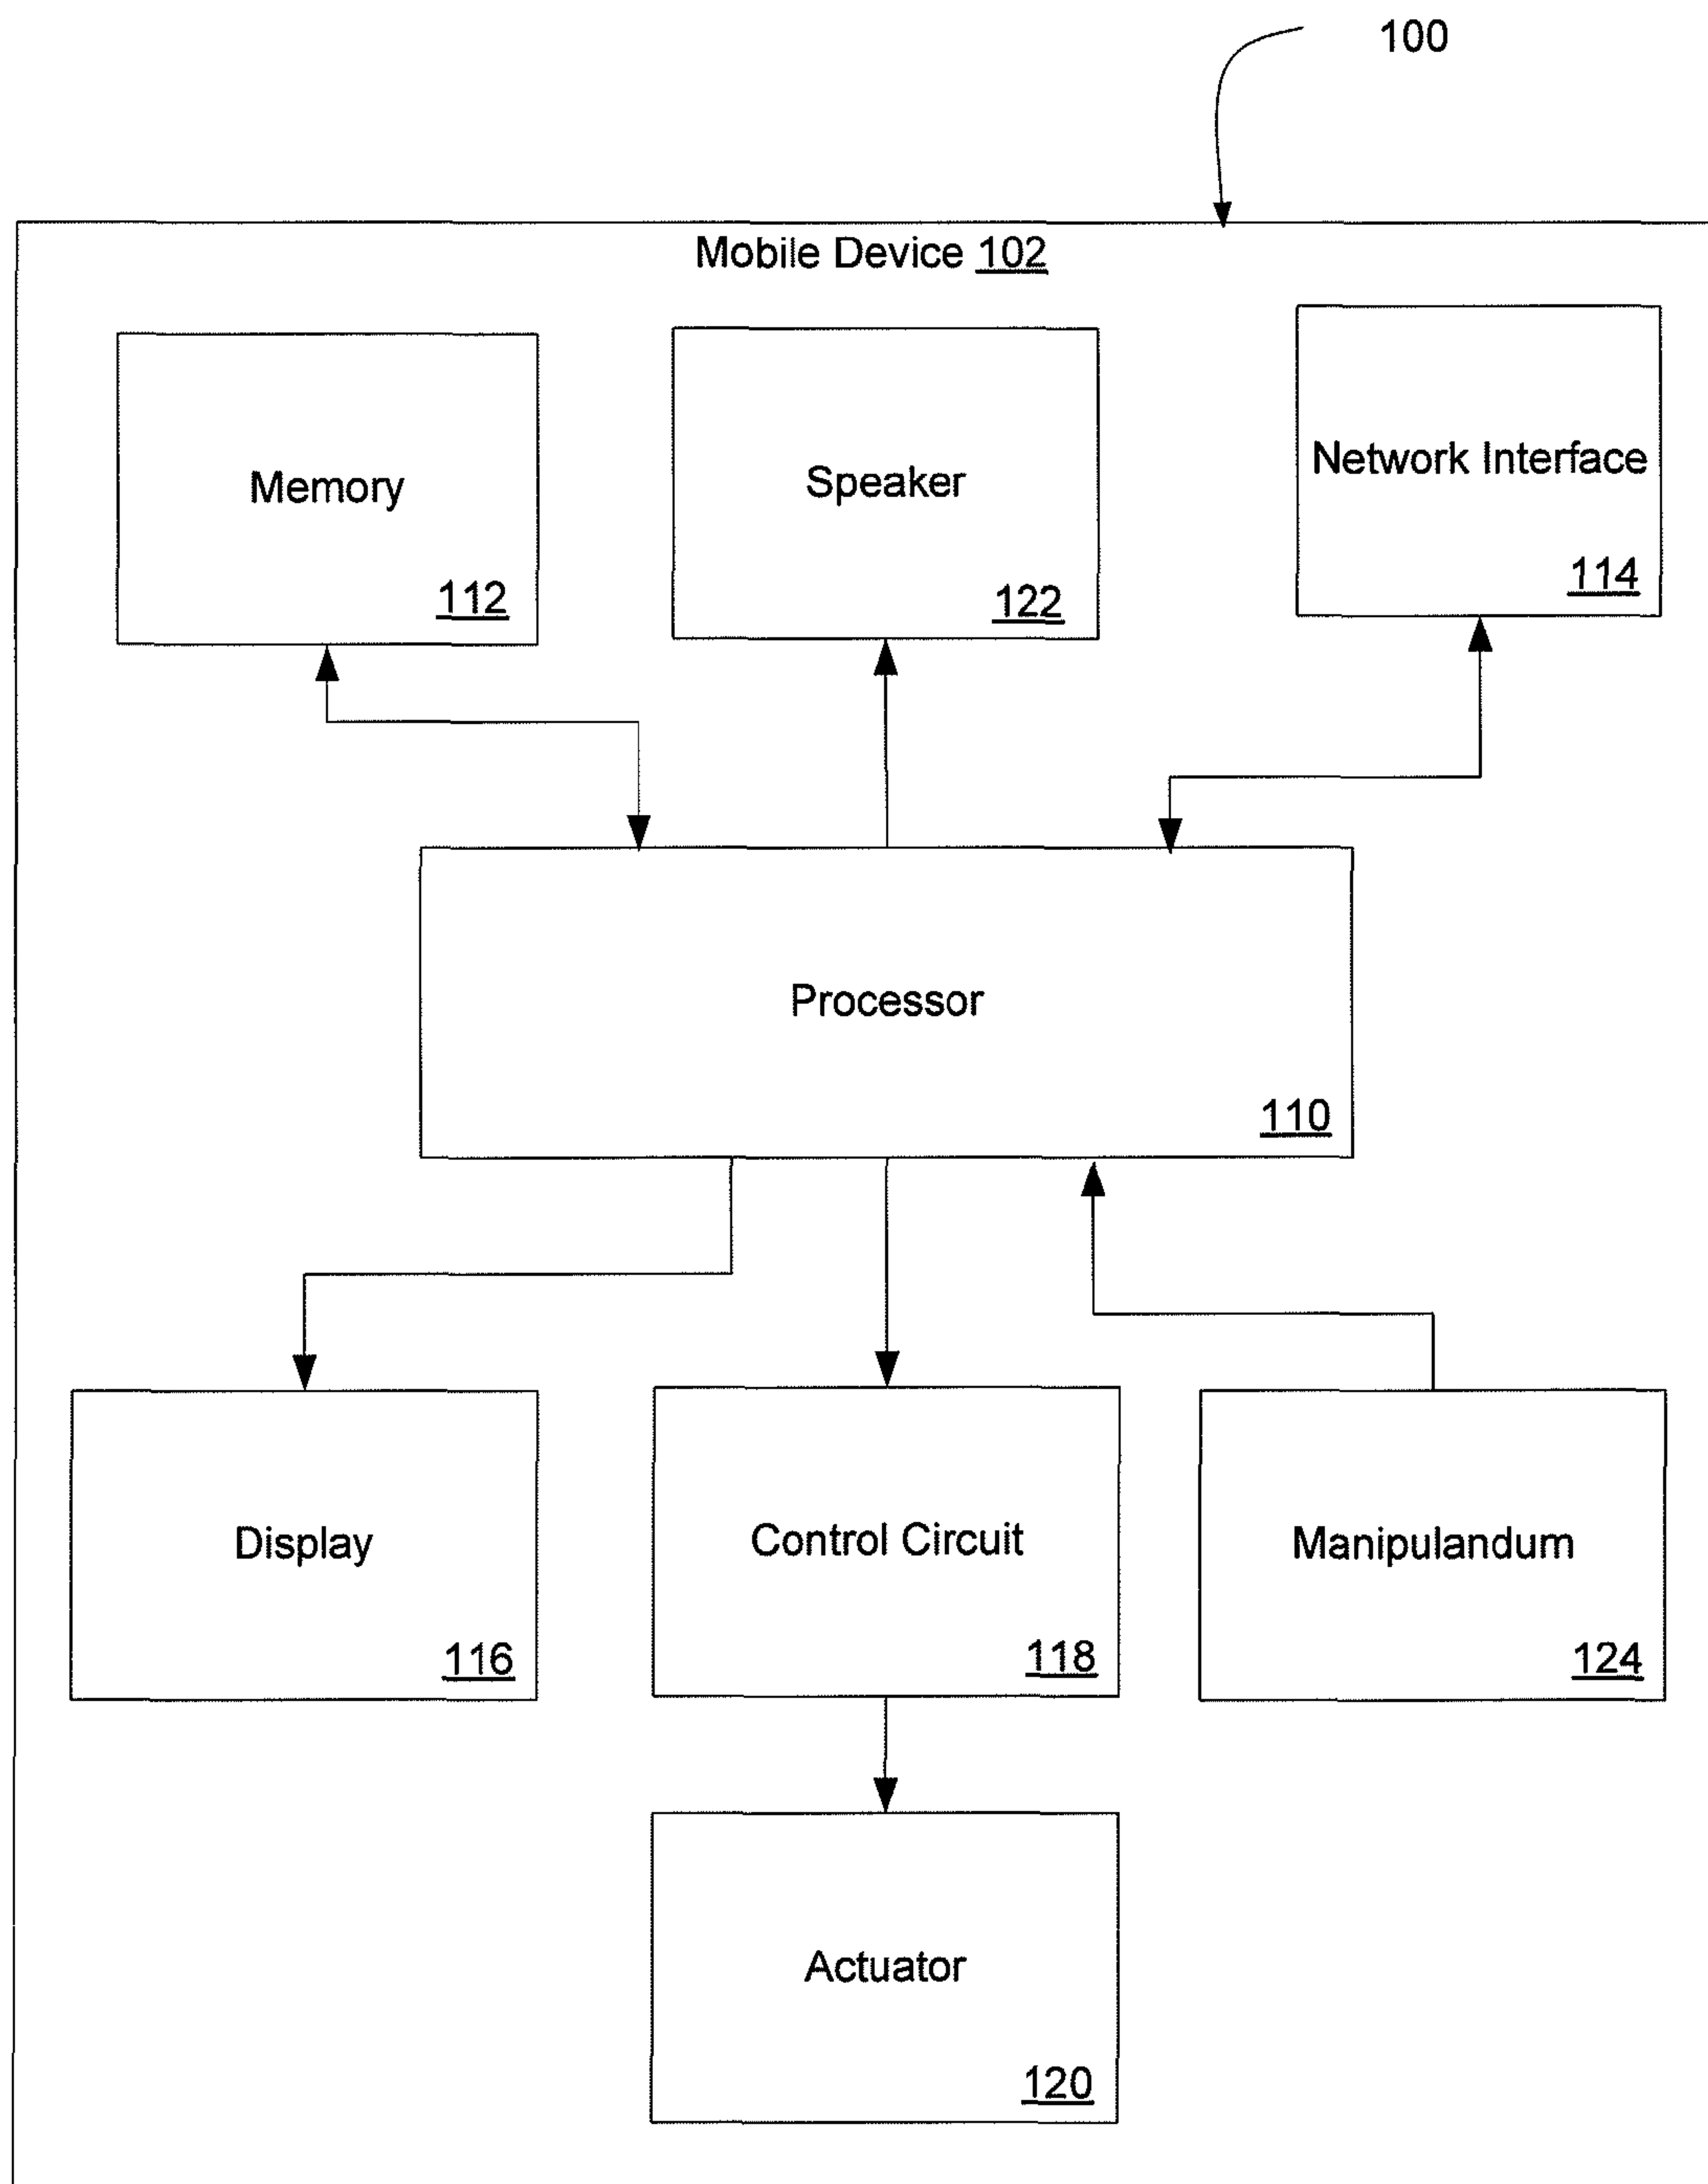 100
Mobile Device 102
Memory
112
Speaker
122
Network Interface
114
Processor
110
Display
116
Control Circuit
118
Manipulandum
124
Actuator
120